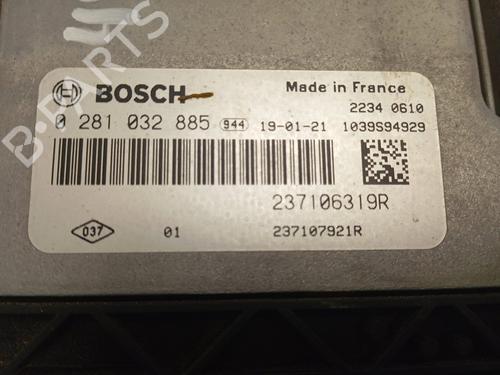 B-PARTS
BOSCH
Made in France
2234 0610
0 281 032 885 944 19-01-21 1039S94929
237106319R
037 01 237107921R